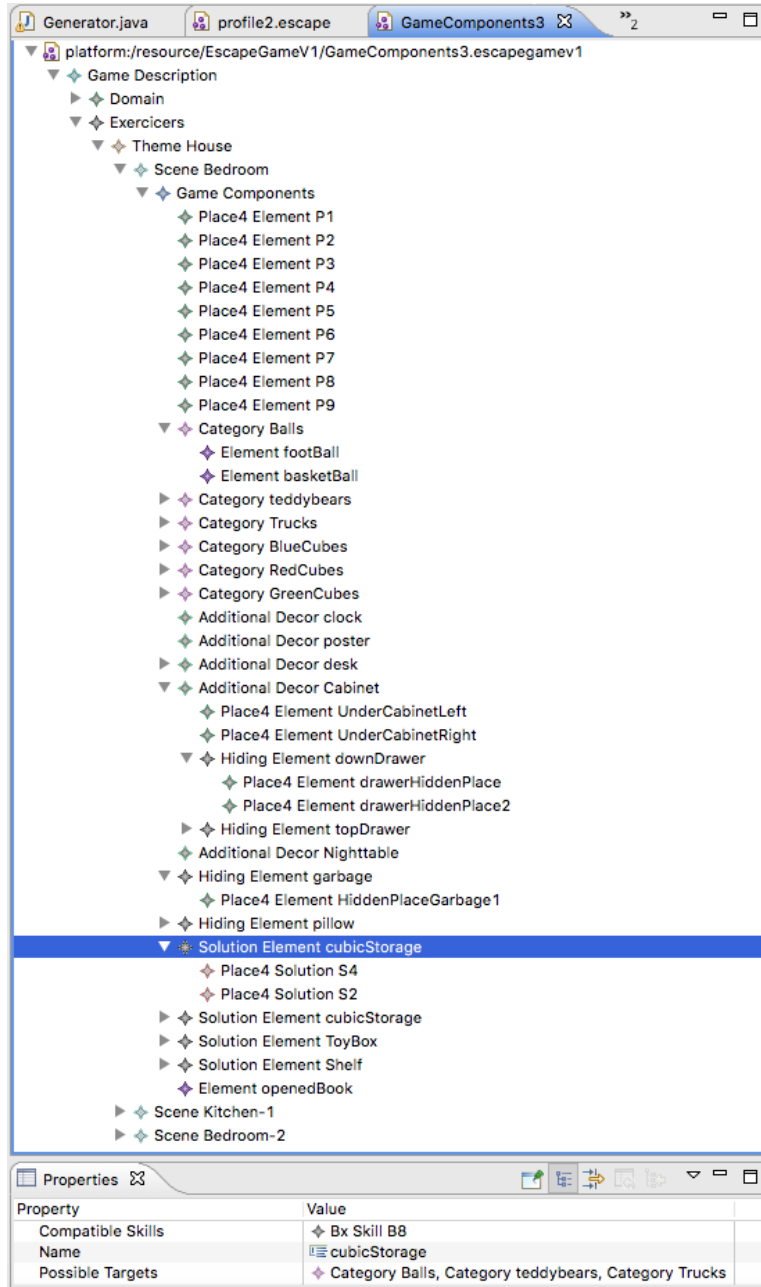 Generator.java profile2.escape GameComponents3 »2
platform:/resource/EscapeGameV1/GameComponents3.escapegamev1
Game Description
Domain
Exercicers
Theme House
Scene Bedroom
Game Components
Place4 Element P1
Place4 Element P2
Place4 Element P3
Place4 Element P4
Place4 Element P5
Place4 Element P6
Place4 Element P7
Place4 Element P8
Place4 Element P9
Category Balls
Element footBall
Element basketBall
Category teddybears
Category Trucks
Category BlueCubes
Category RedCubes
Category GreenCubes
Additional Decor clock
Additional Decor poster
Additional Decor desk
Additional Decor Cabinet
Place4 Element UnderCabinetLeft
Place4 Element UnderCabinetRight
Hiding Element downDrawer
Place4 Element drawerHiddenPlace
Place4 Element drawerHiddenPlace2
Hiding Element topDrawer
Additional Decor Nighttable
Hiding Element garbage
Place4 Element HiddenPlaceGarbage1
Hiding Element pillow
Solution Element cubicStorage
Place4 Solution S4
Place4 Solution S2
Solution Element cubicStorage
Solution Element ToyBox
Solution Element Shelf
Element openedBook
Scene Kitchen-1
Scene Bedroom-2
Properties
Property Value
Compatible Skills Bx Skill B8
Name cubicStorage
Possible Targets Category Balls, Category teddybears, Category Trucks